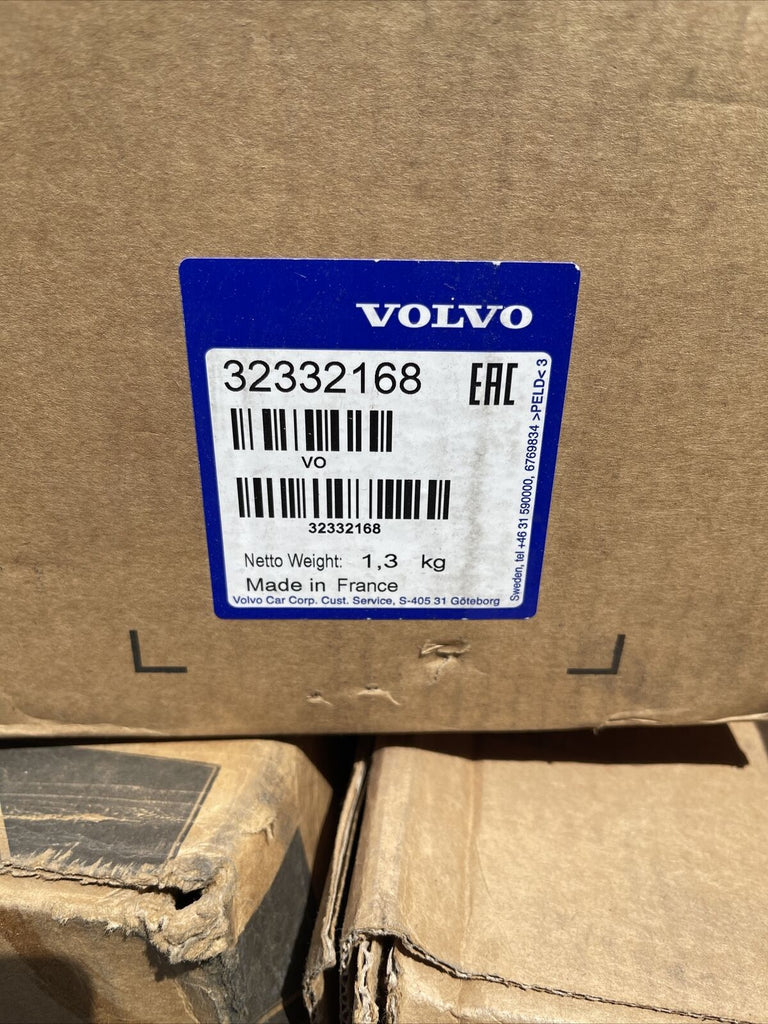 VOLVO
32332168
EAC
VO
32332168
Netto Weight: 1,3 kg
Made in France
Volvo Car Corp. Cust. Service, S-405 31 Göteborg
Sweden, tel +46 31 590000, 6769834 >PELD< 3